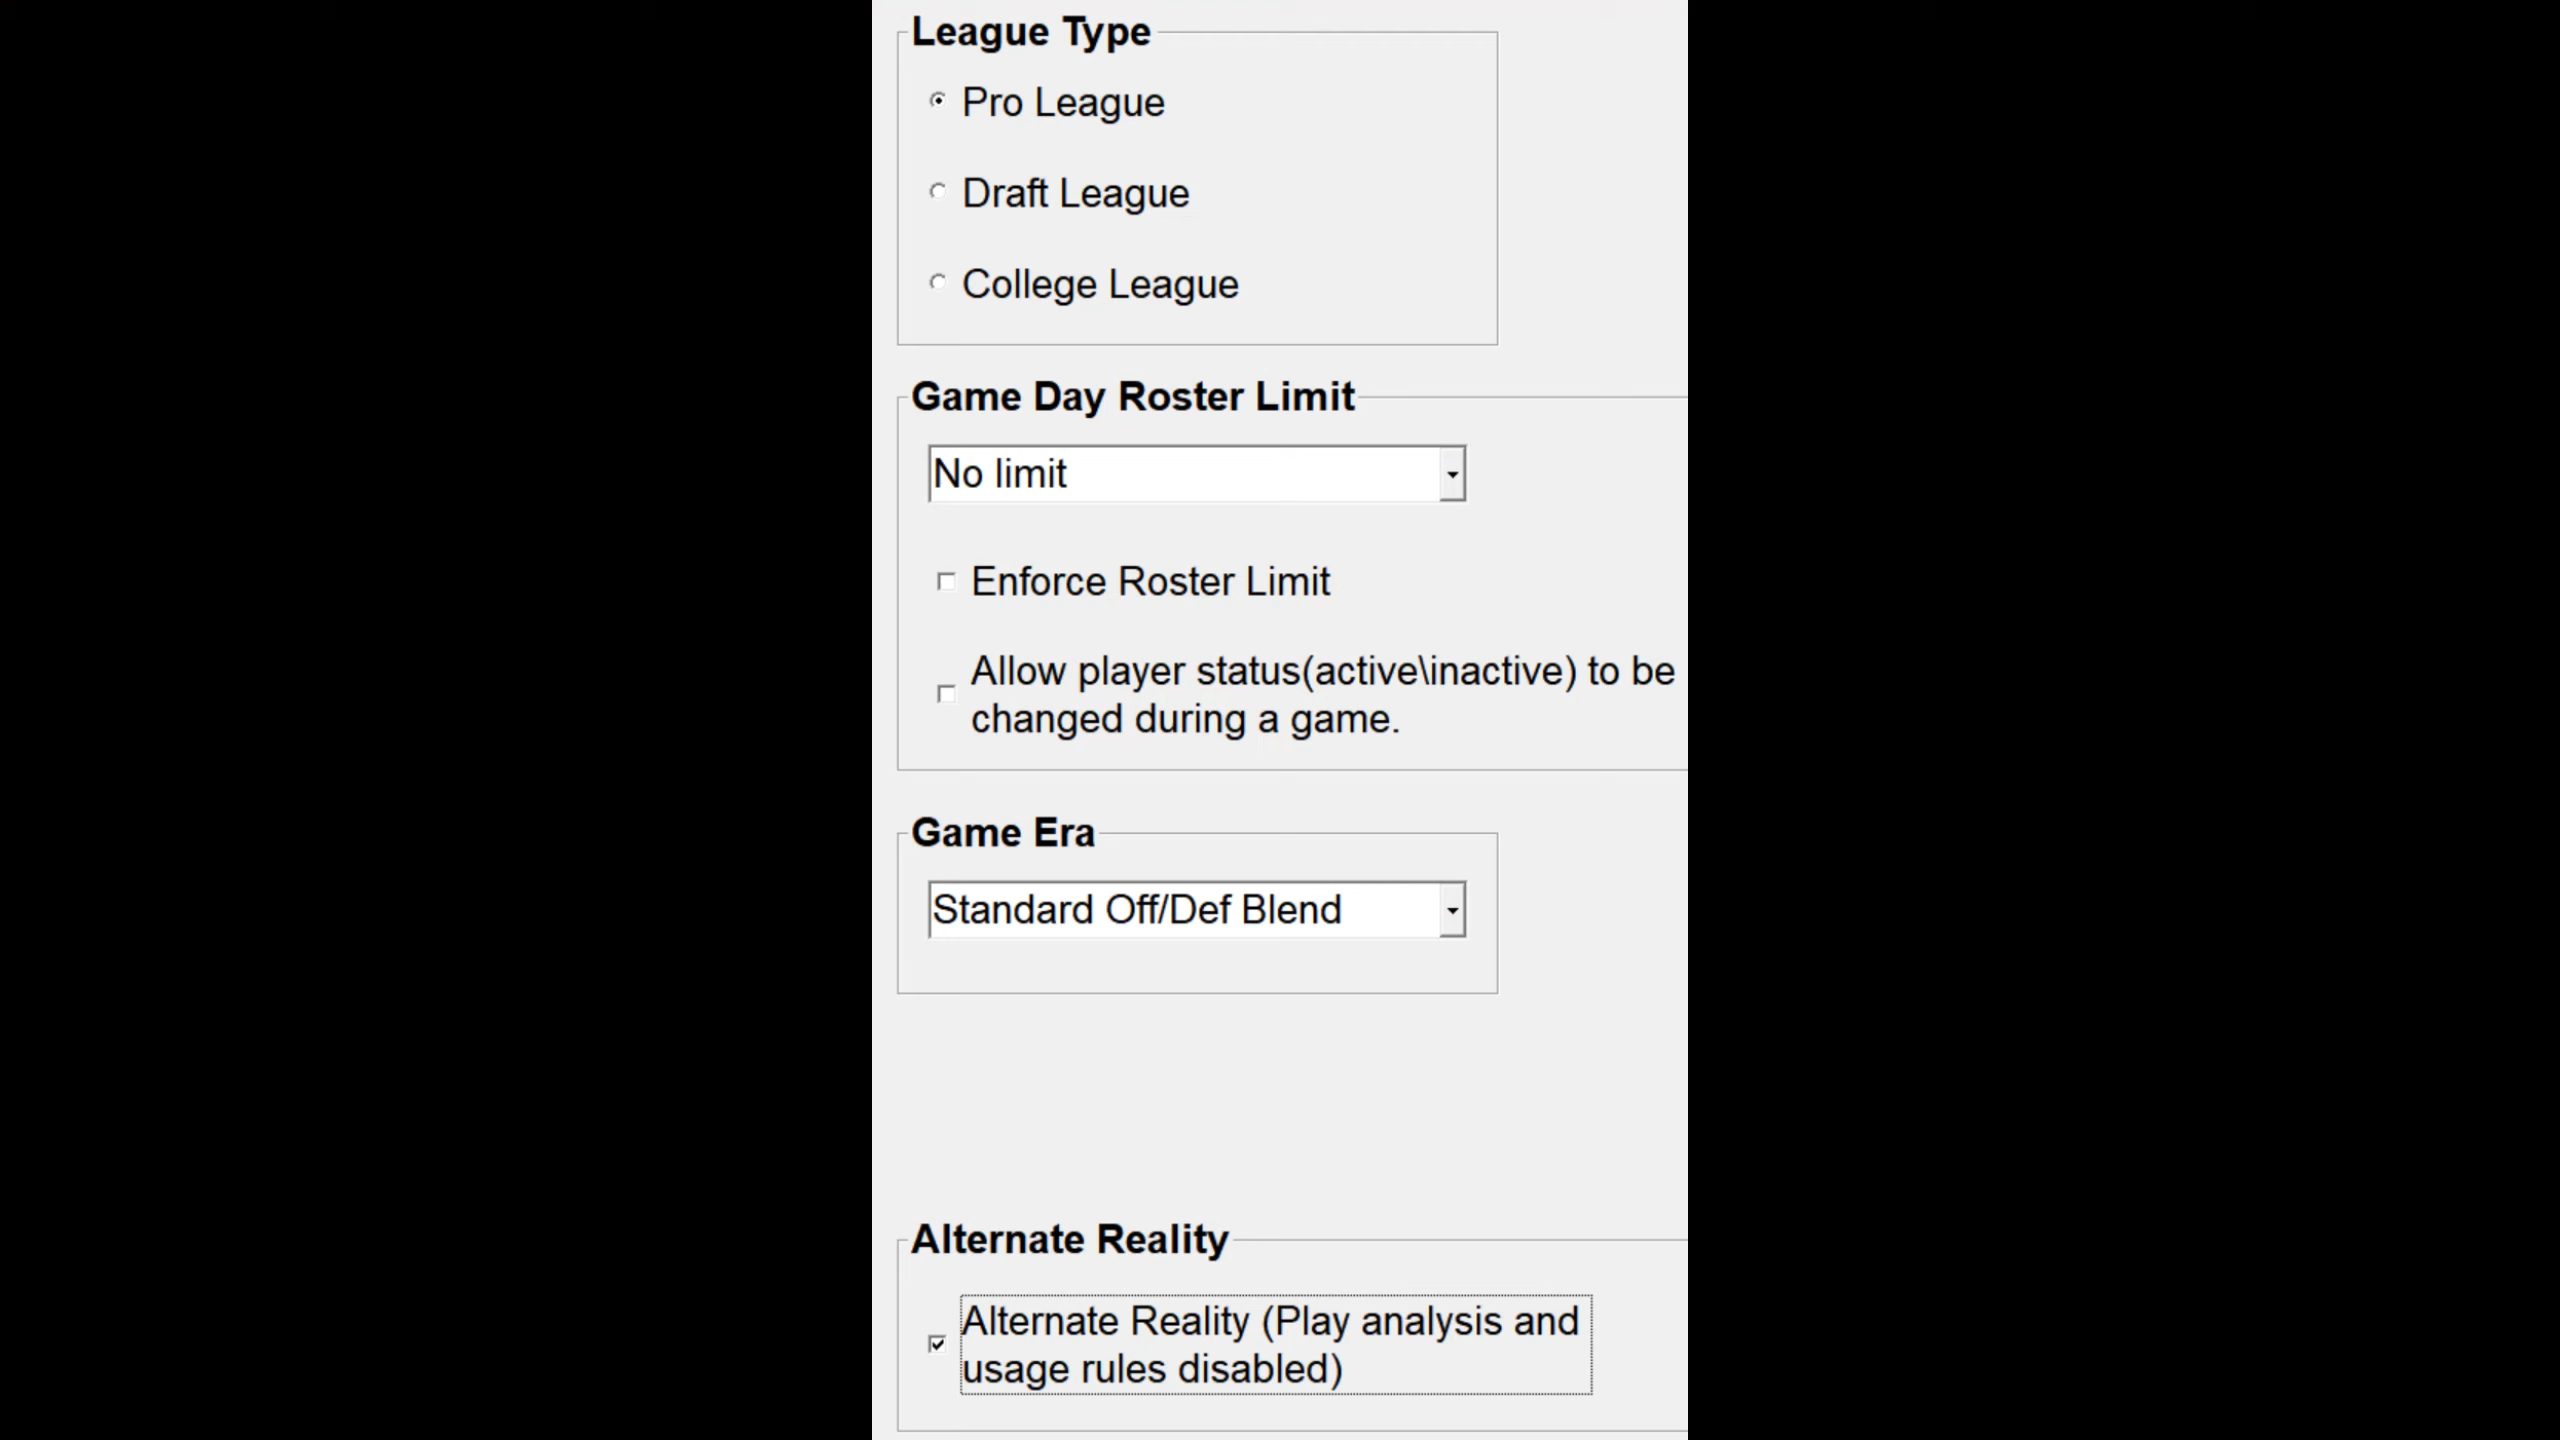 League Type
Pro League
Draft League
College League
Game Day Roster Limit
No limit
Enforce Roster Limit
Allow player status(active\inactive) to be
changed during a game.
Game Era
Standard Off/Def Blend
Alternate Reality
Alternate Reality (Play analysis and
usage rules disabled)